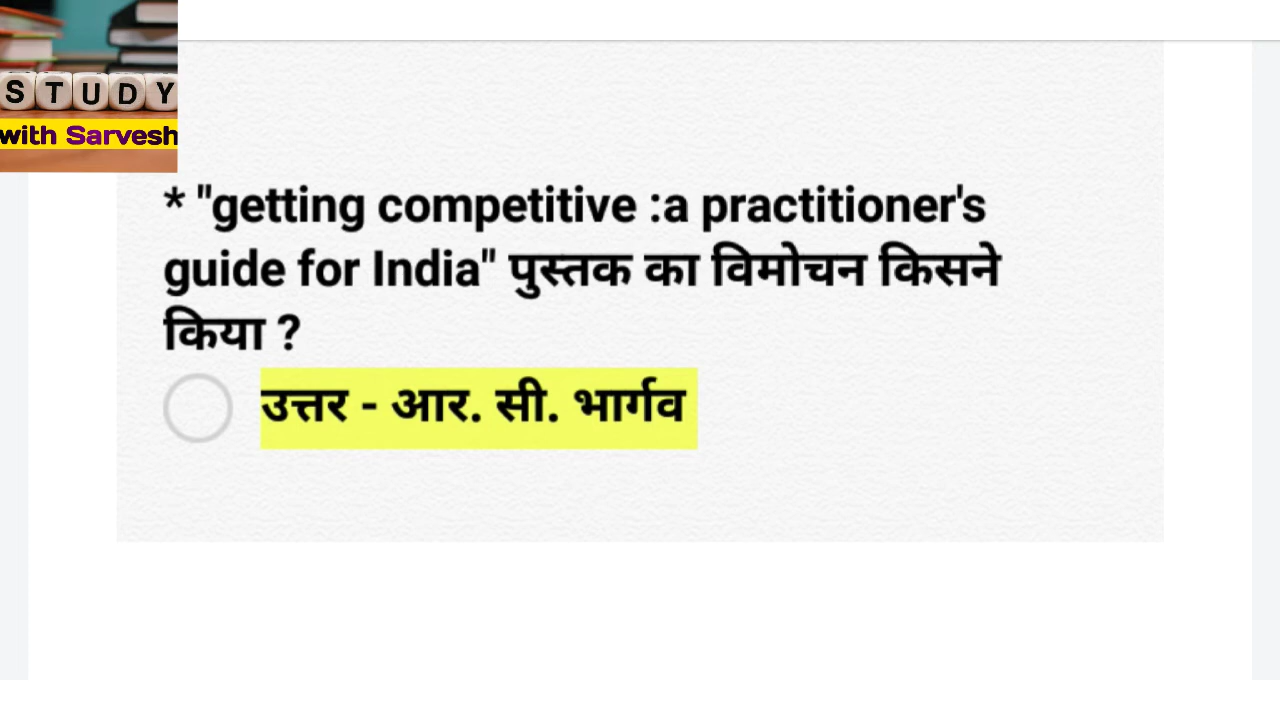 STUDY
with Sarvesh
* "getting competitive :a practitioner's
guide for India" पुस्तक का विमोचन किसने
किया ?
उत्तर - आर. सी. भार्गव